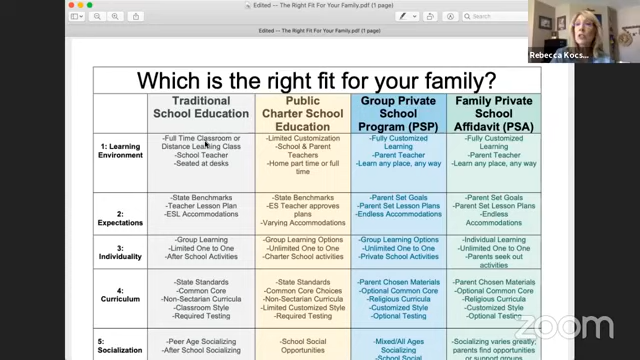 Edited -- The Right Fit For Your Family.pdf (1 page)
Search
Edited -- The Right Fit For Your Family.pdf (1 page)
Rebecca Kocs...
Which is the right fit for your family?
Traditional School Education
Public Charter School Education
Group Private School Program (PSP)
Family Private School Affidavit (PSA)
1: Learning Environment
-Full Time Classroom or
Distance Learning Class
-School Teacher
-Seated at desks
-Limited Customization
-School & Parent
Teachers
-Home part time or full
time
-Fully Customized
Learning
-Parent Teacher
-Learn any place, any way
-Fully Customized
Learning
-Parent Teacher
-Learn any place, any way
2:
Expectations
-State Benchmarks
-Teacher Lesson Plan
-ESL Accommodations
-State Benchmarks
-ES Teacher approves
plans
-Varying Accommodations
-Parent Set Goals
-Parent Set Lesson Plans
-Endless Accommodations
-Parent Set Goals
-Parent Set Lesson Plans
-Endless
Accommodations
3:
Individuality
-Group Learning
-Limited One to One
-After School Activities
-Group Learning Options
-Unlimited One to One
-Charter School activities
-Group Learning Options
-Unlimited One to One
-Private School Activities
-Individual Learning
-Unlimited One to One
-Parents seek out
activities
4:
Curriculum
-State Standards
-Common Core
-Non-Sectarian Curricula
-Classroom Style
-Required Testing
-State Standards
-Common Core Choices
-Non-Sectarian Curricula
-Limited Customized Style
-Required Testing
-Parent Chosen Materials
-Optional Common Core
-Religious Curricula
-Customized Style
-Optional Testing
-Parent Chosen Materials
-Optional Common Core
-Religious Curricula
-Customized Style
-Optional Testing
5:
Socialization
-Peer Age Socializing
-After School Socializing
-School Social
Opportunities
-Mixed/All Ages
Socializing
-School Social
-Socializing varies greatly;
parents find opportunities
or support groups
zoom